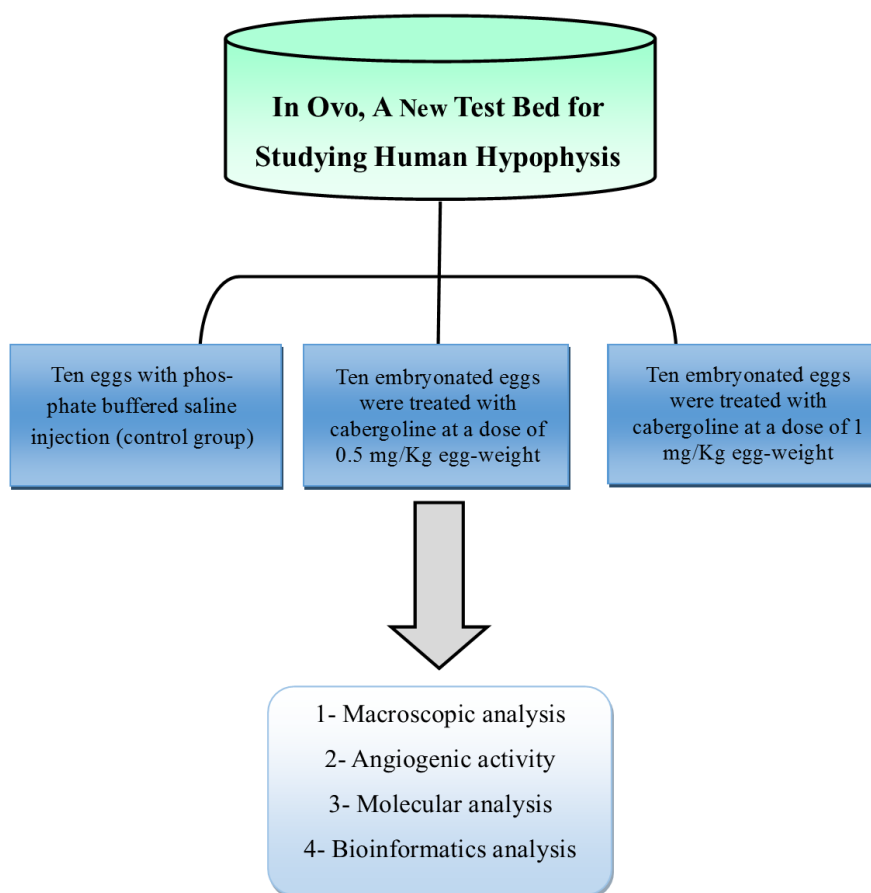 In Ovo, A New Test Bed for
Studying Human Hypophysis
Ten eggs with phos-
phate buffered saline
injection (control group)
Ten embryonated eggs
were treated with
cabergoline at a dose of
0.5 mg/Kg egg-weight
Ten embryonated eggs
were treated with
cabergoline at a dose of 1
mg/Kg egg-weight
1- Macroscopic analysis
2- Angiogenic activity
3- Molecular analysis
4- Bioinformatics analysis